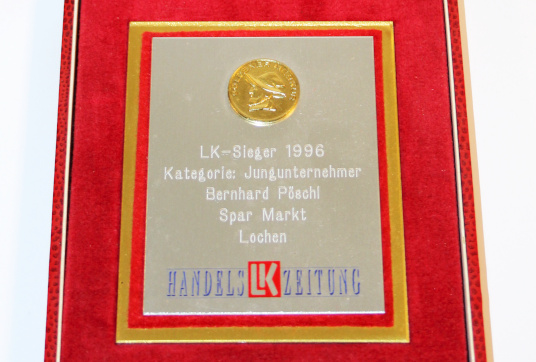 LK-Sieger 1996
Kategorie: Jungunternehmer
Bernhard Pöschl
Spar Markt
Lochen
HANDELS LK ZEITUNG